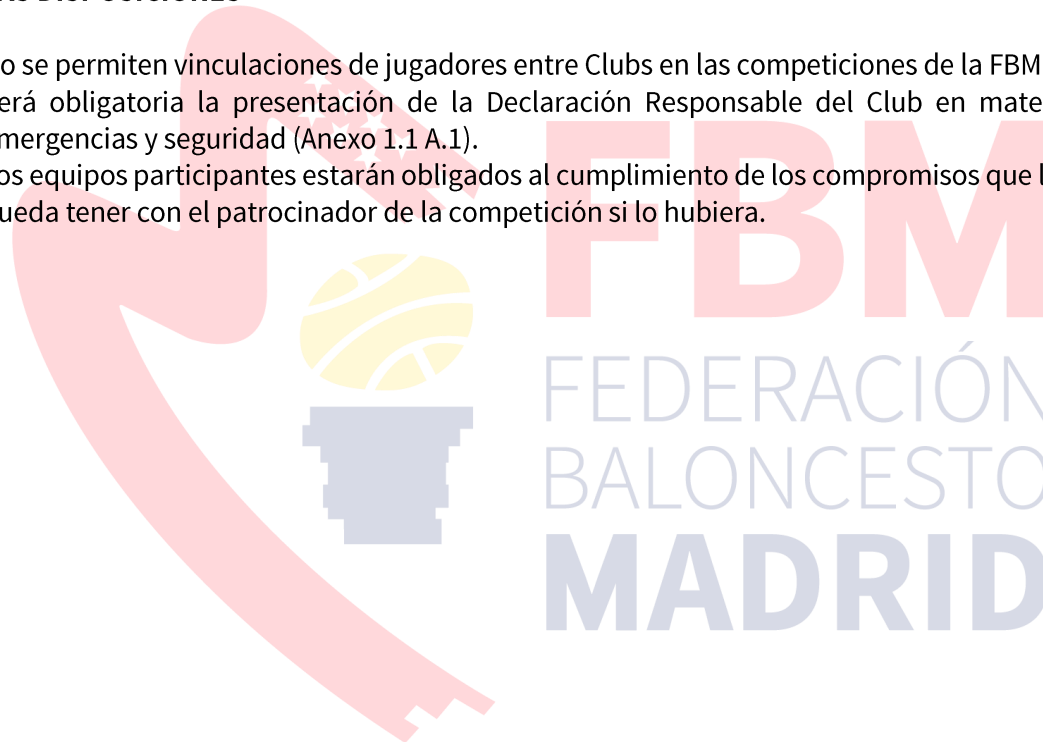 o se permiten vinculaciones de jugadores entre Clubs en las competiciones de la FBM
erá obligatoria la presentación de la Declaración Responsable del Club en mate
mergencias y seguridad (Anexo 1.1 A.1).
os equipos participantes estarán obligados al cumplimiento de los compromisos que l
ueda tener con el patrocinador de la competición si lo hubiera.
FBM
FEDERACIÓN
BALONCESTO
MADRID